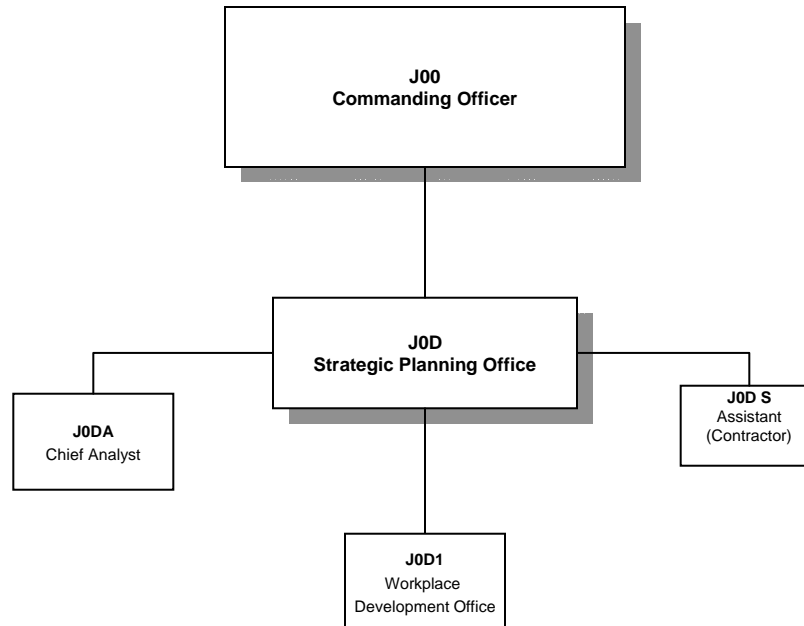 J00
Commanding Officer
J0D
Strategic Planning Office
J0DA
Chief Analyst
J0D S
Assistant
(Contractor)
J0D1
Workplace
Development Office